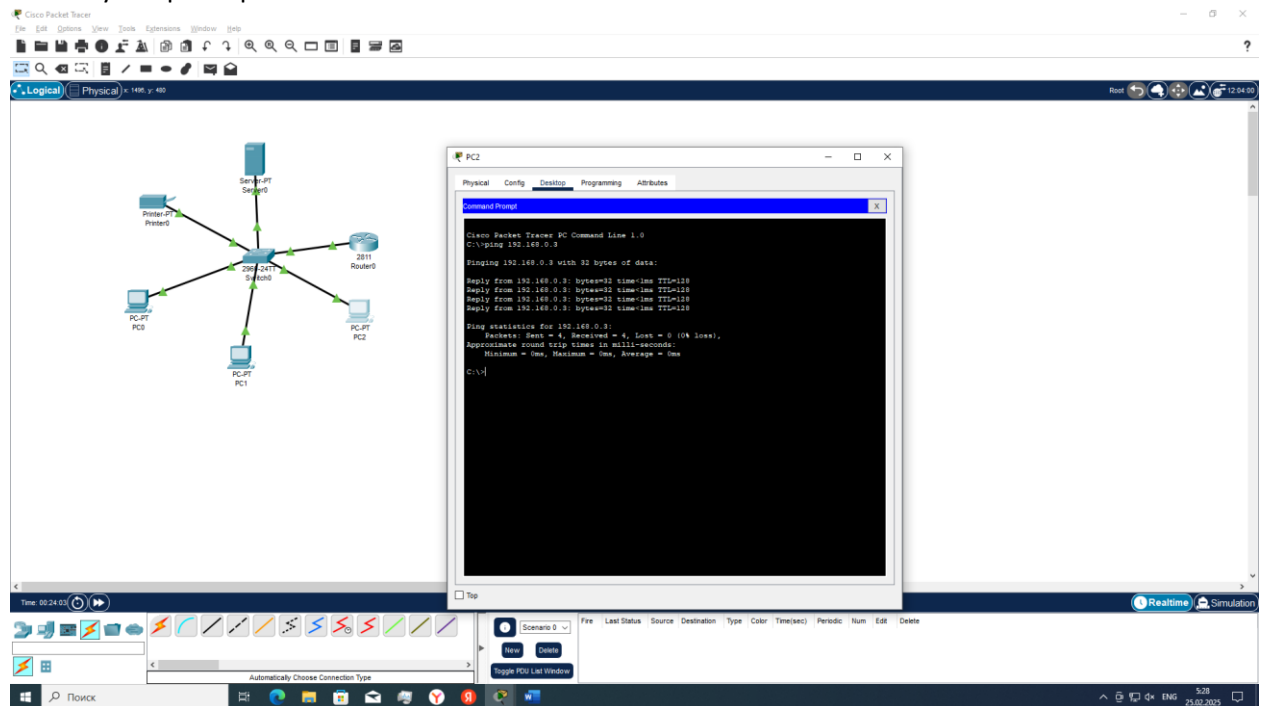 Cisco Packet Tracer
File Edit Options View Tools Extensions Window Help
?
Logical Physical x: 1496, y: 480
Root 12:04:00
Server-PT
Server0
Printer-PT
Printer0
2811
Router0
2960-24TT
Switch0
PC-PT
PC0
PC-PT
PC2
PC-PT
PC1
PC2
Physical Config Desktop Programming Attributes
Command Prompt X
Cisco Packet Tracer PC Command Line 1.0
C:\>ping 192.168.0.3
Pinging 192.168.0.3 with 32 bytes of data:
Reply from 192.168.0.3: bytes=32 time<1ms TTL=128
Reply from 192.168.0.3: bytes=32 time<1ms TTL=128
Reply from 192.168.0.3: bytes=32 time<1ms TTL=128
Reply from 192.168.0.3: bytes=32 time<1ms TTL=128
Ping statistics for 192.168.0.3:
Packets: Sent = 4, Received = 4, Lost = 0 (0% loss),
Approximate round trip times in milli-seconds:
Minimum = 0ms, Maximum = 0ms, Average = 0ms
C:\>
Top
Time: 00:24:03
Realtime Simulation
Scenario 0
Fire Last Status Source Destination Type Color Time(sec) Periodic Num Edit Delete
New Delete
Toggle PDU List Window
Automatically Choose Connection Type
Поиск
ENG 5:28
25.02.2025